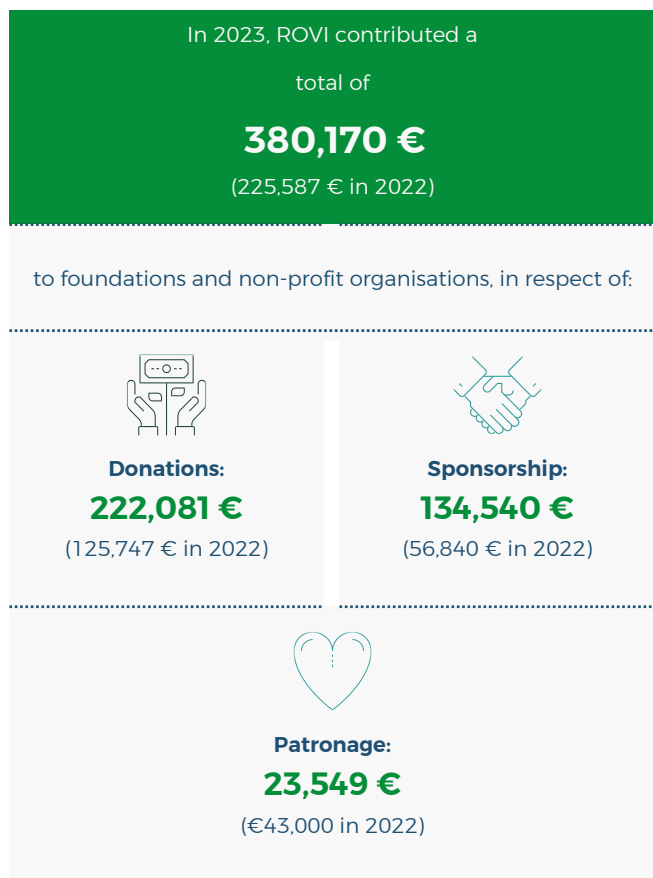 In 2023, ROVI contributed a
total of
380,170 €
(225,587 € in 2022)
to foundations and non-profit organisations, in respect of:
Donations:
222,081 €
(125,747 € in 2022)
Sponsorship:
134,540 €
(56,840 € in 2022)
Patronage:
23,549 €
(€43,000 in 2022)